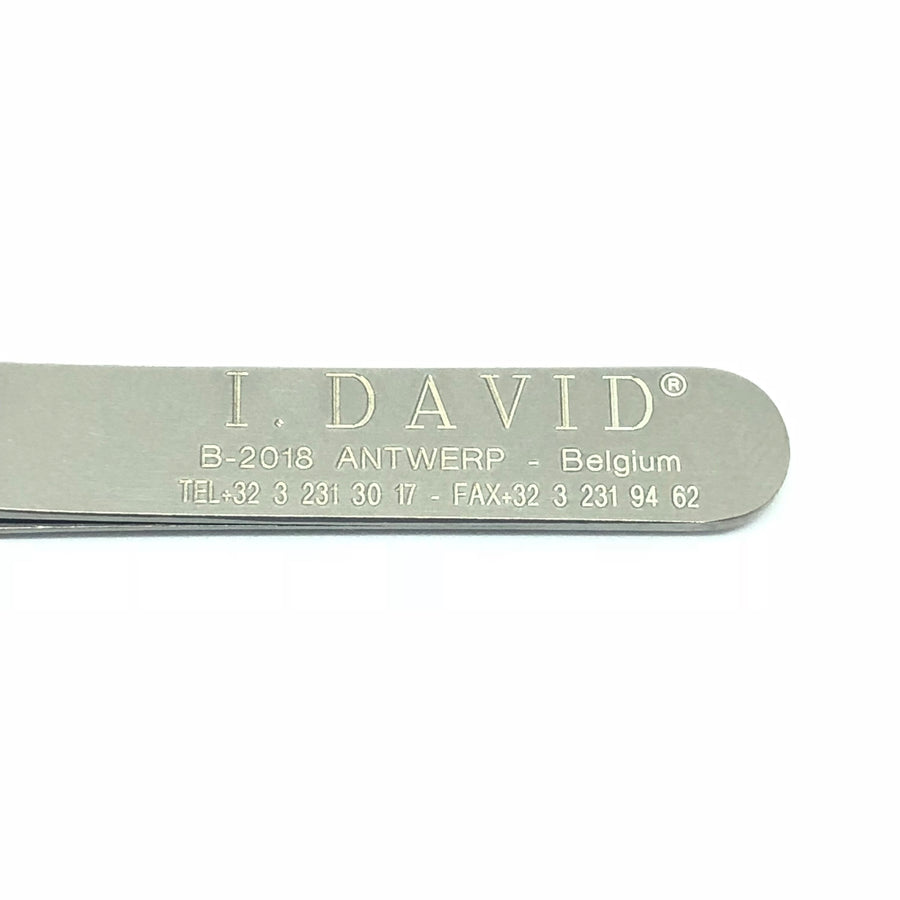 I. DAVID®
B-2018 ANTWERP - Belgium
TEL+32 3 231 30 17 - FAX+32 3 231 94 62